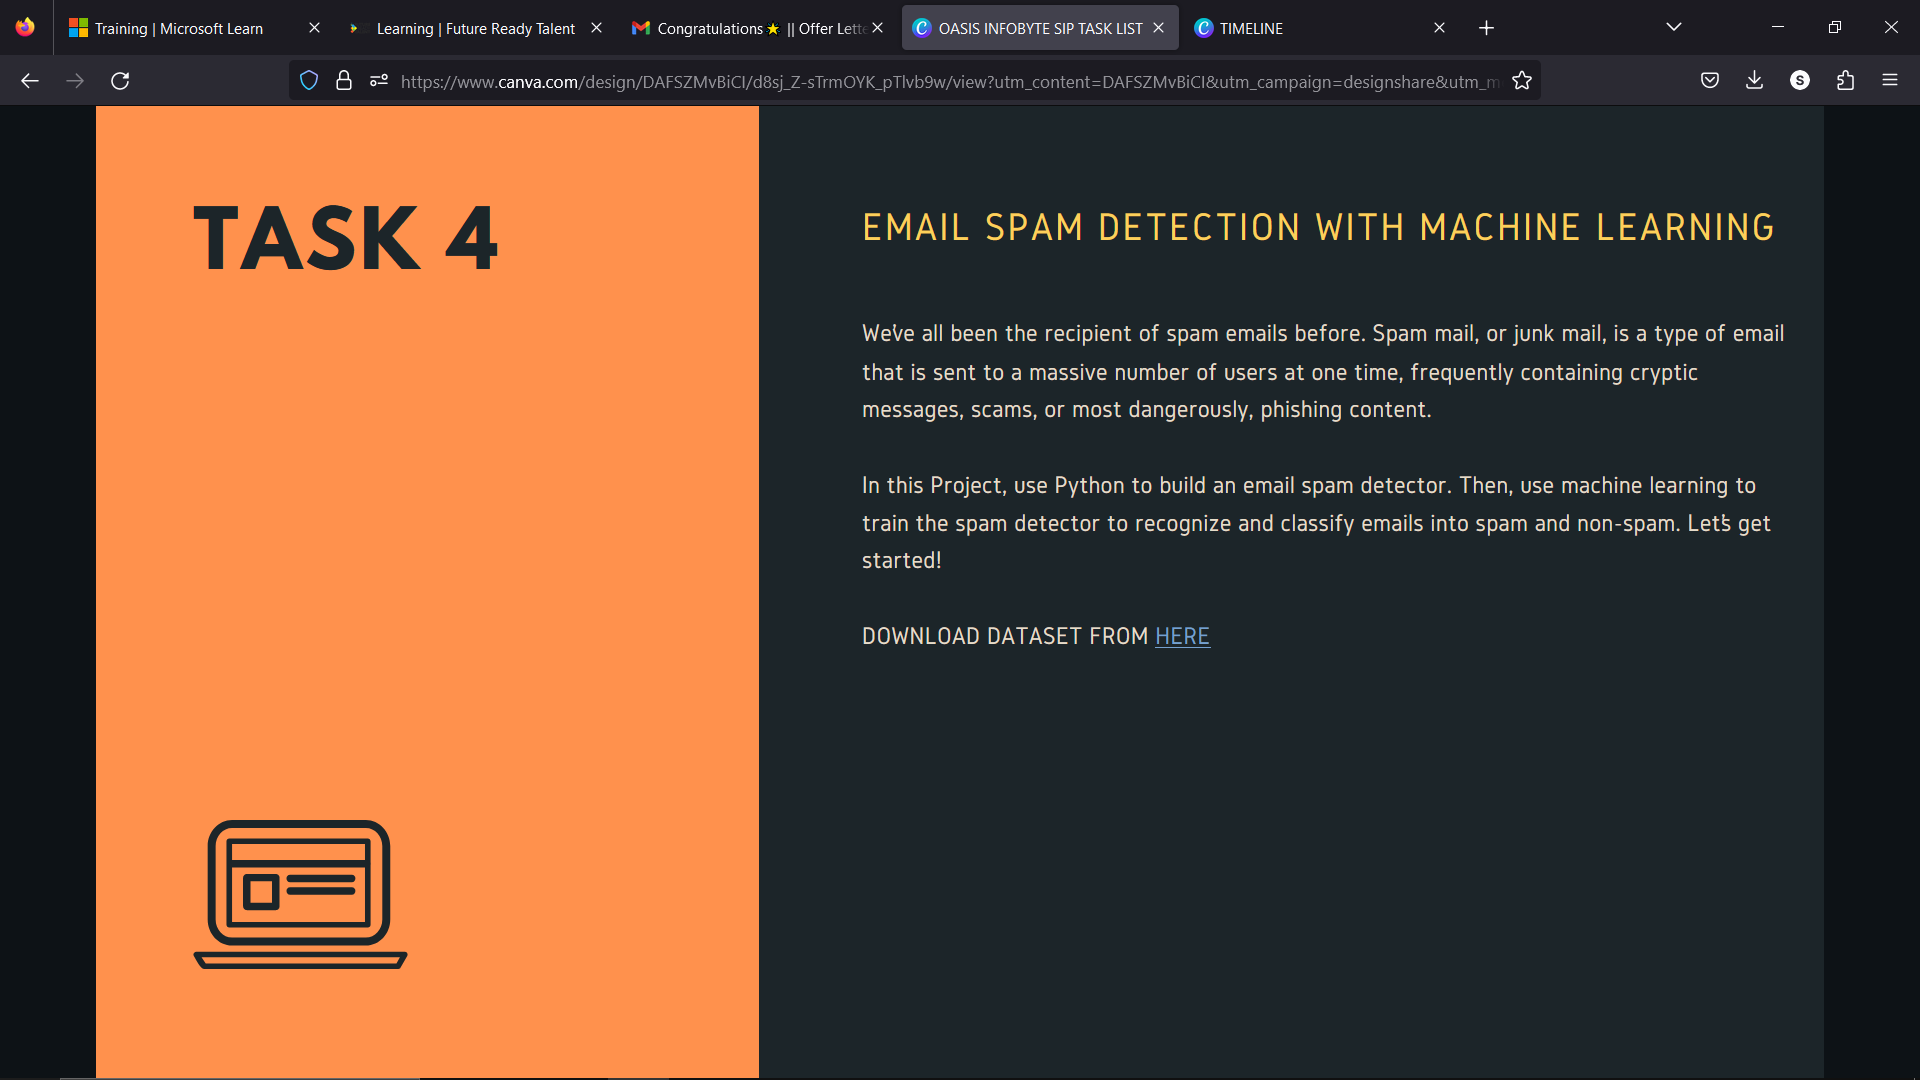 Training | Microsoft Learn
Learning | Future Ready Talent
Congratulations ⭐ || Offer Lette
OASIS INFOBYTE SIP TASK LIST
TIMELINE
https://www.canva.com/design/DAFSZMvBiCI/d8sj_Z-sTrmOYK_pTlvb9w/view?utm_content=DAFSZMvBiCI&utm_campaign=designshare&utm_m
S
TASK 4
EMAIL SPAM DETECTION WITH MACHINE LEARNING
We've all been the recipient of spam emails before. Spam mail, or junk mail, is a type of email
that is sent to a massive number of users at one time, frequently containing cryptic
messages, scams, or most dangerously, phishing content.
In this Project, use Python to build an email spam detector. Then, use machine learning to
train the spam detector to recognize and classify emails into spam and non-spam. Let's get
started!
DOWNLOAD DATASET FROM HERE